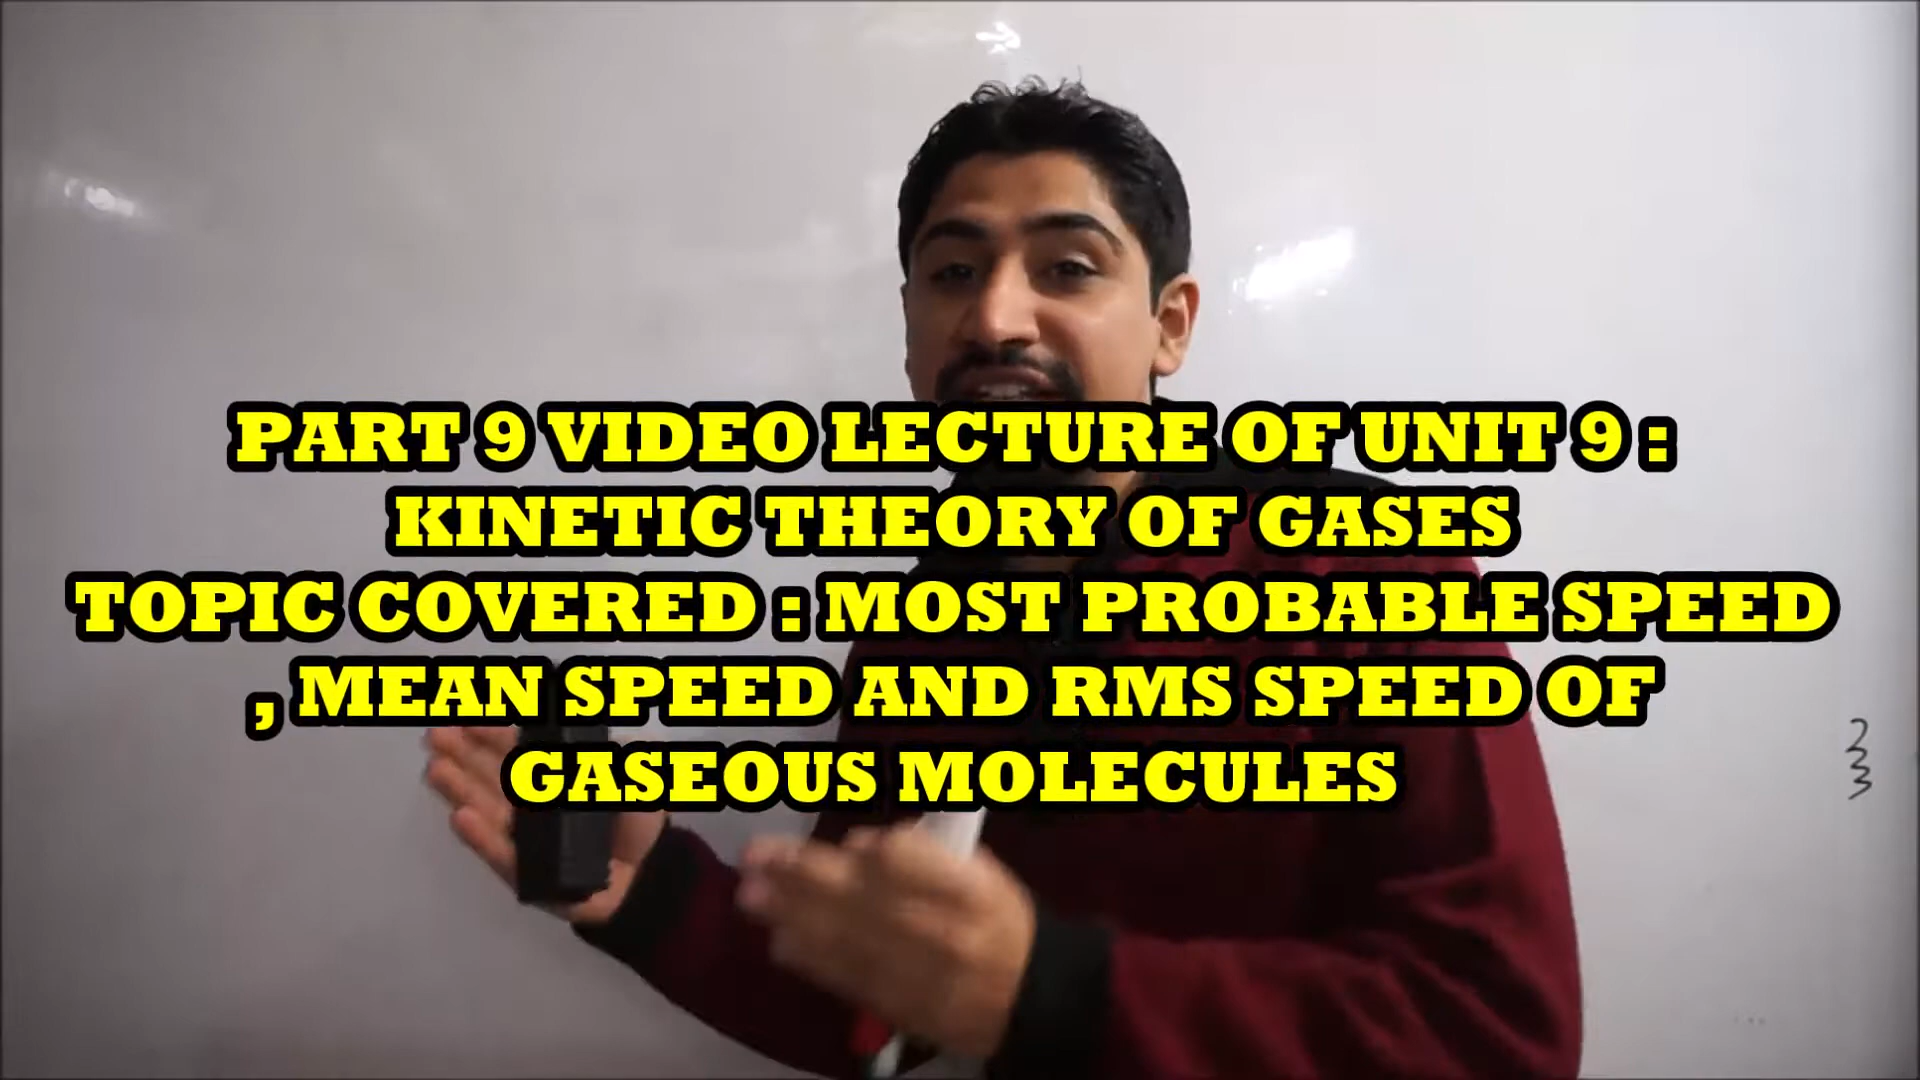 PART 9 VIDEO LECTURE OF UNIT 9 :
KINETIC THEORY OF GASES
TOPIC COVERED : MOST PROBABLE SPEED
, MEAN SPEED AND RMS SPEED OF
GASEOUS MOLECULES